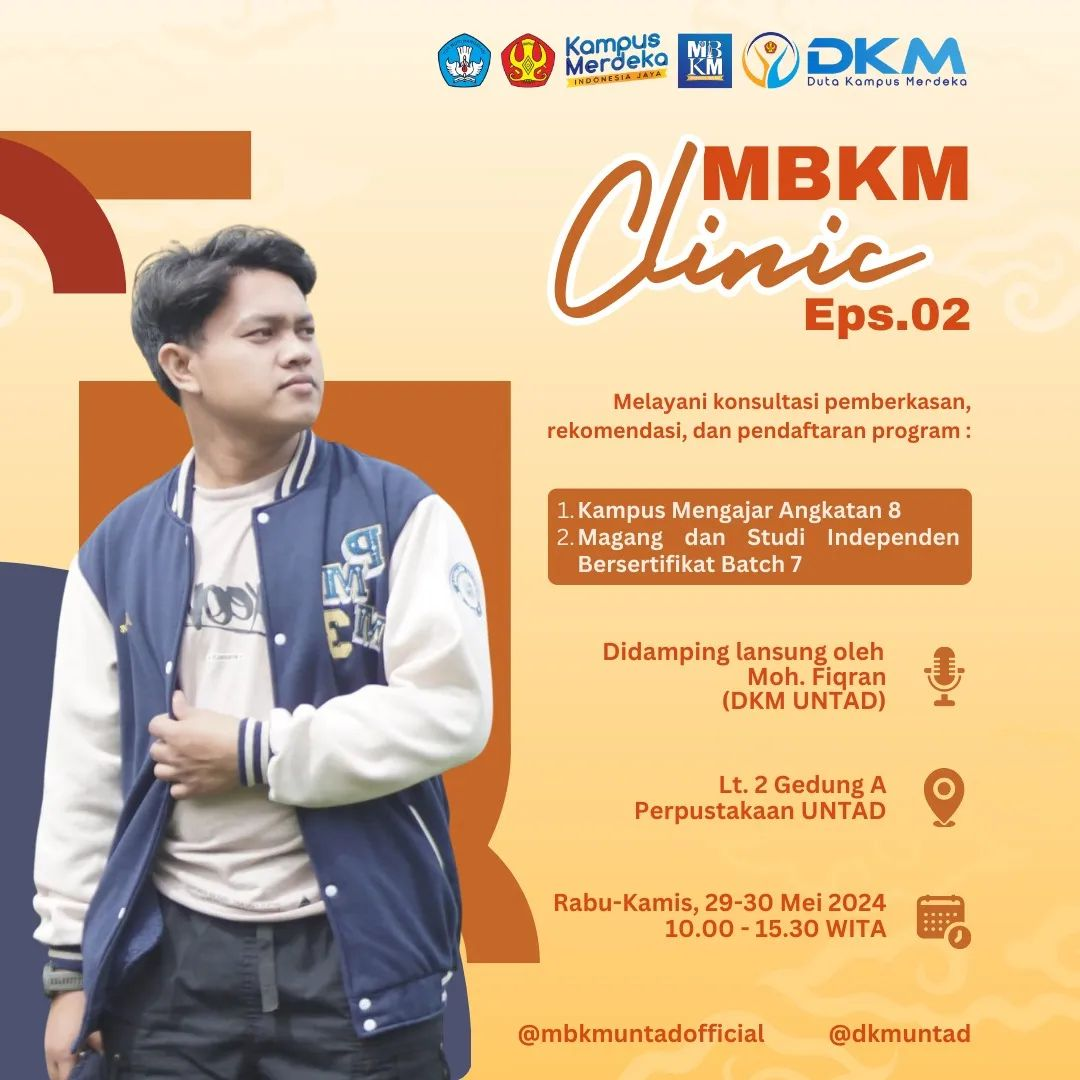 Kampus
Merdeka
INDONESIA JAYA
MB
KM
DKM
Duta Kampus Merdeka
MBKM
Clinic
Eps.02
Melayani konsultasi pemberkasan,
rekomendasi, dan pendaftaran program :
1. Kampus Mengajar Angkatan 8
2. Magang dan Studi Independen
Bersertifikat Batch 7
Didamping lansung oleh
Moh. Fiqran
(DKM UNTAD)
Lt. 2 Gedung A
Perpustakaan UNTAD
Rabu-Kamis, 29-30 Mei 2024
10.00 - 15.30 WITA
@mbkmuntadofficial
@dkmuntad